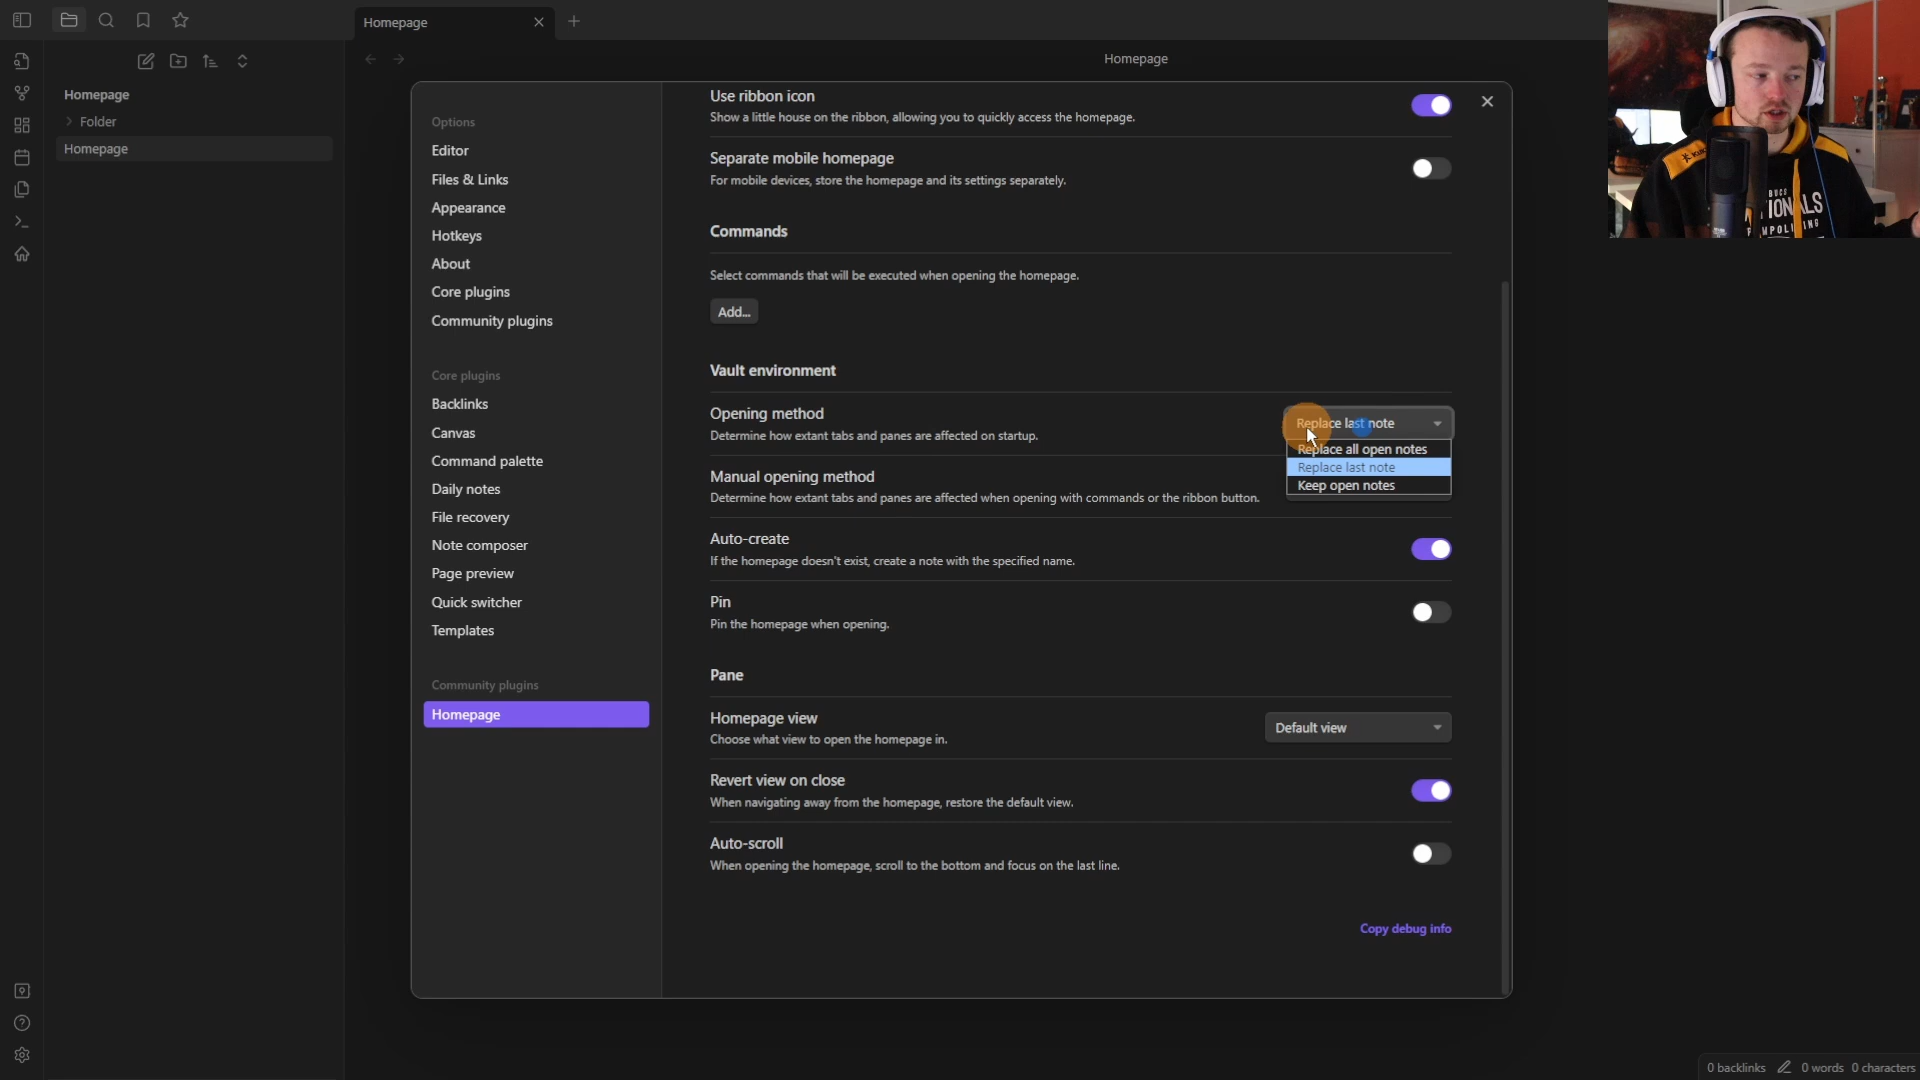 Homepage
Homepage
Homepage
Folder
Homepage
Options
Editor
Files & Links
Appearance
Hotkeys
About
Core plugins
Community plugins
Core plugins
Backlinks
Canvas
Command palette
Daily notes
File recovery
Note composer
Page preview
Quick switcher
Templates
Community plugins
Homepage
Use ribbon icon
Show a little house on the ribbon, allowing you to quickly access the homepage.
Separate mobile homepage
For mobile devices, store the homepage and its settings separately.
Commands
Select commands that will be executed when opening the homepage.
Add...
Vault environment
Opening method
Determine how extant tabs and panes are affected on startup.
Replace last note
Replace all open notes
Replace last note
Keep open notes
Manual opening method
Determine how extant tabs and panes are affected when opening with commands or the ribbon button.
Auto-create
If the homepage doesn't exist, create a note with the specified name.
Pin
Pin the homepage when opening.
Pane
Homepage view
Choose what view to open the homepage in.
Default view
Revert view on close
When navigating away from the homepage, restore the default view.
Auto-scroll
When opening the homepage, scroll to the bottom and focus on the last line.
Copy debug info
0 backlinks 0 words 0 characters
BUCS